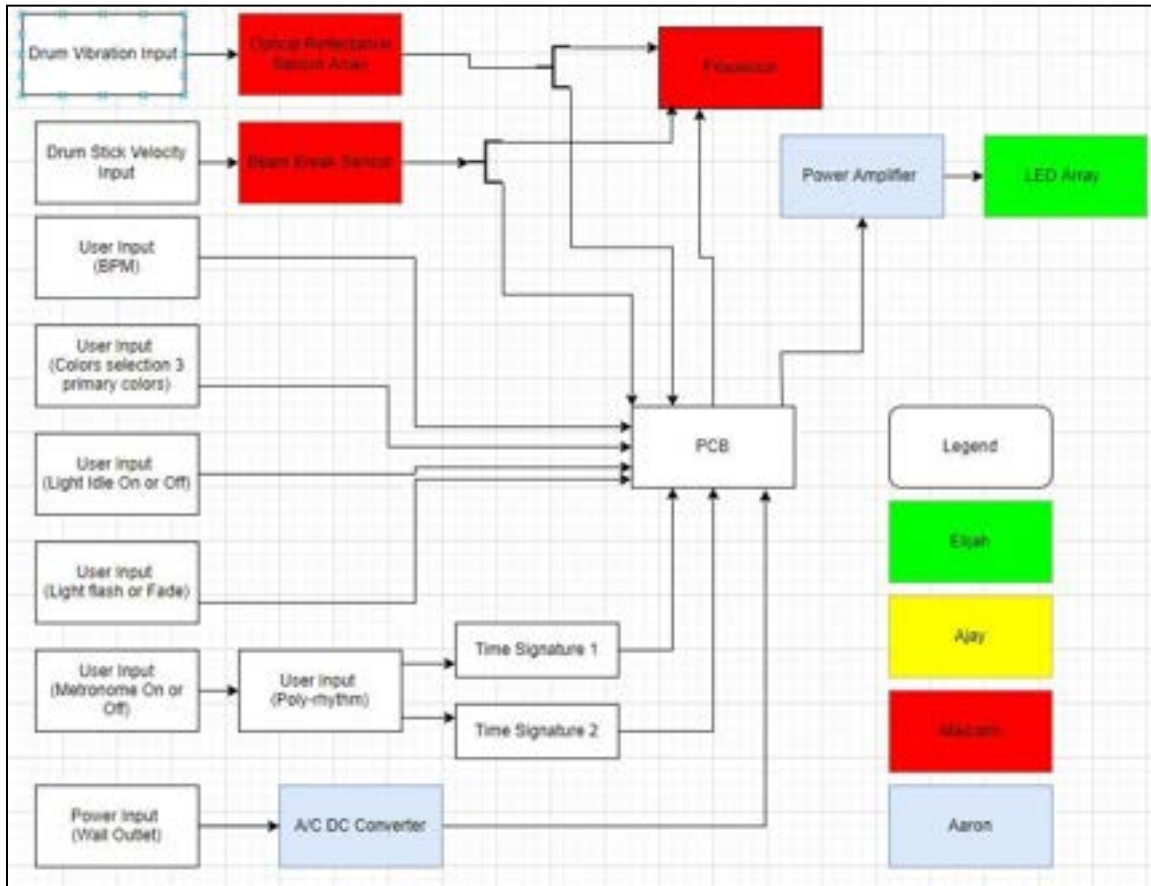 Drum Vibration Input
Optical Reflectance
Sensor Array
Processor
Drum Stick Velocity
Input
Beam Break Sensor
Power Amplifier
LED Array
User Input
(BPM)
User Input
(Colors selection 3
primary colors)
PCB
Legend
User Input
(Light Idle On or Off)
Elijah
User Input
(Light flash or Fade)
Ajay
User Input
(Metronome On or
Off)
User Input
(Poly-rhythm)
Time Signature 1
Time Signature 2
Malcolm
Power Input
(Wall Outlet)
A/C DC Converter
Aaron